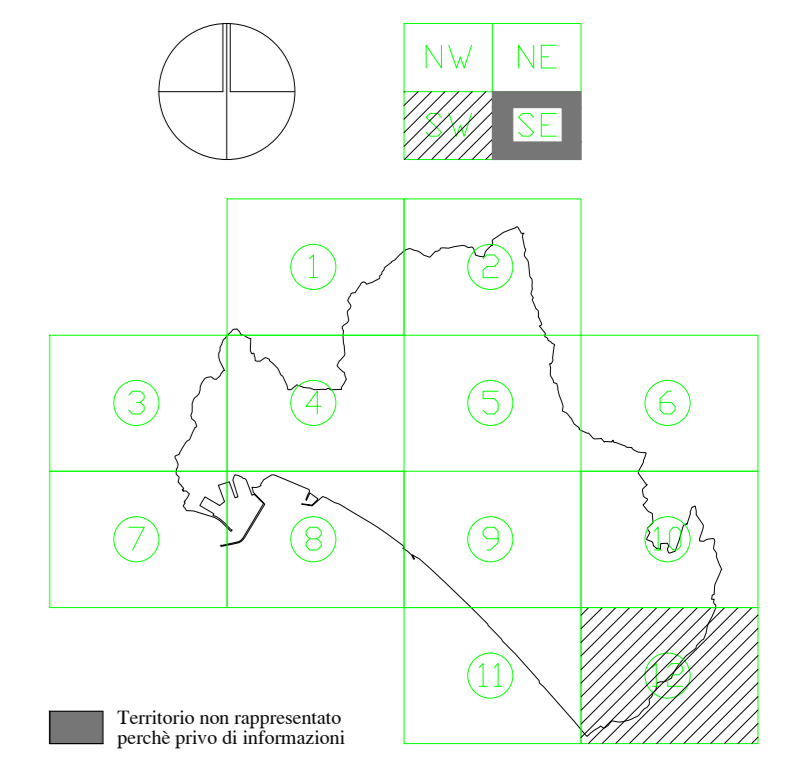 NW NE
SW SE
1 2
3 4 5 6
7 8 9 10
11 12
Territorio non rappresentato
perchè privo di informazioni